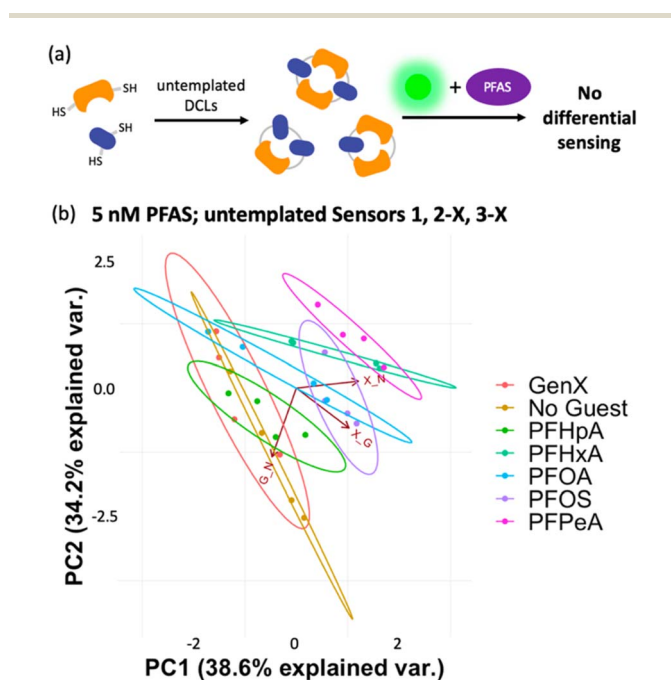 (a)
HS
SH
SH
HS
untemplated
DCLs
+
PFAS
No
differential
sensing
(b) 5 nM PFAS; untemplated Sensors 1, 2-X, 3-X
PC2 (34.2% explained var.)
2.5
0.0
-2.5
X_N
X_G
G_N
-2
0
2
PC1 (38.6% explained var.)
GenX
No Guest
PFHpA
PFHxA
PFOA
PFOS
PFPeA